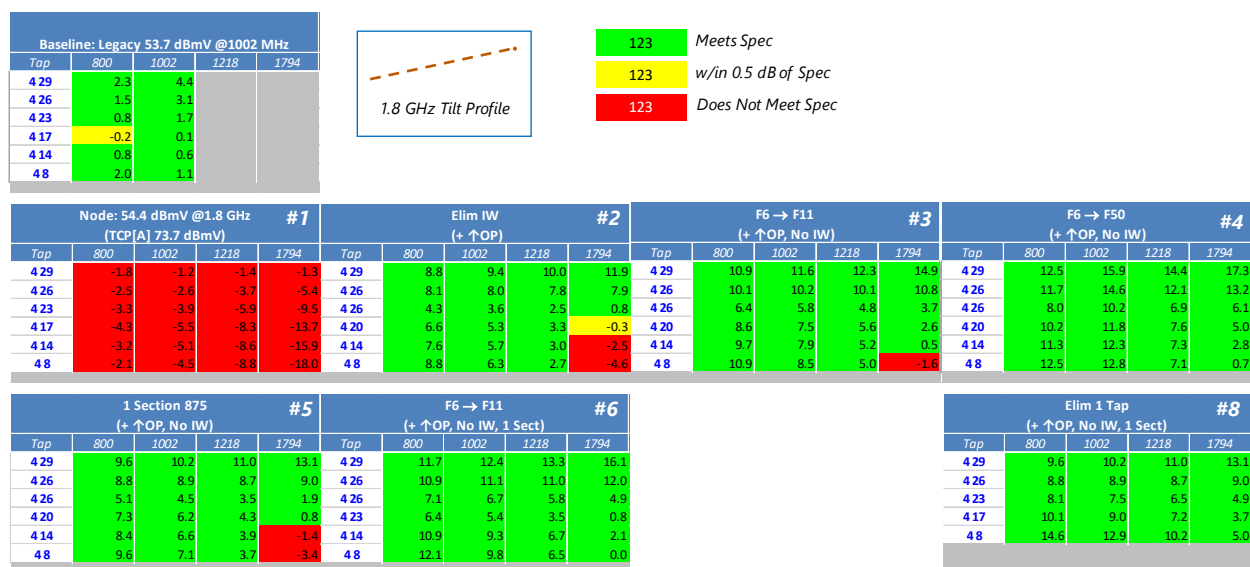 Baseline: Legacy 53.7 dBmV @1002 MHz
Tap 800 1002 1218 1794
4 29 2.3 4.4
4 26 1.5 3.1
4 23 0.8 1.7
4 17 -0.2 0.1
4 14 0.8 0.6
4 8 2.0 1.1
1.8 GHz Tilt Profile
123 Meets Spec
123 w/in 0.5 dB of Spec
123 Does Not Meet Spec
Node: 54.4 dBmV @1.8 GHz #1
(TCP[A] 73.7 dBmV)
Tap 800 1002 1218 1794
4 29 -1.8 -1.2 -1.4 -1.3
4 26 -2.5 -2.6 -3.7 -5.4
4 23 -3.3 -3.9 -5.9 -9.5
4 17 -4.3 -5.5 -8.3 -13.7
4 14 -3.2 -5.1 -8.6 -15.9
4 8 -2.1 -4.5 -8.8 -18.0
Elim IW #2
(+ ↑OP)
Tap 800 1002 1218 1794
4 29 8.8 9.4 10.0 11.9
4 26 8.1 8.0 7.8 7.9
4 26 4.3 3.6 2.5 0.8
4 20 6.6 5.3 3.3 -0.3
4 14 7.6 5.7 3.0 -2.5
4 8 8.8 6.3 2.7 -4.6
F6 → F11 #3
(+ ↑OP, No IW)
Tap 800 1002 1218 1794
4 29 10.9 11.6 12.3 14.9
4 26 10.1 10.2 10.1 10.8
4 26 6.4 5.8 4.8 3.7
4 20 8.6 7.5 5.6 2.6
4 14 9.7 7.9 5.2 0.5
4 8 10.9 8.5 5.0 -1.6
F6 → F50 #4
(+ ↑OP, No IW)
Tap 800 1002 1218 1794
4 29 12.5 15.9 14.4 17.3
4 26 11.7 14.6 12.1 13.2
4 26 8.0 10.2 6.9 6.1
4 20 10.2 11.8 7.6 5.0
4 14 11.3 12.3 7.3 2.8
4 8 12.5 12.8 7.1 0.7
1 Section 875 #5
(+ ↑OP, No IW)
Tap 800 1002 1218 1794
4 29 9.6 10.2 11.0 13.1
4 26 8.8 8.9 8.7 9.0
4 26 5.1 4.5 3.5 1.9
4 20 7.3 6.2 4.3 0.8
4 14 8.4 6.6 3.9 -1.4
4 8 9.6 7.1 3.7 -3.4
F6 → F11 #6
(+ ↑OP, No IW, 1 Sect)
Tap 800 1002 1218 1794
4 29 11.7 12.4 13.3 16.1
4 26 10.9 11.1 11.0 12.0
4 26 7.1 6.7 5.8 4.9
4 23 6.4 5.4 3.5 0.8
4 14 10.9 9.3 6.7 2.1
4 8 12.1 9.8 6.5 0.0
Elim 1 Tap #8
(+ ↑OP, No IW, 1 Sect)
Tap 800 1002 1218 1794
4 29 9.6 10.2 11.0 13.1
4 26 8.8 8.9 8.7 9.0
4 23 8.1 7.5 6.5 4.9
4 17 10.1 9.0 7.2 3.7
4 8 14.6 12.9 10.2 5.0